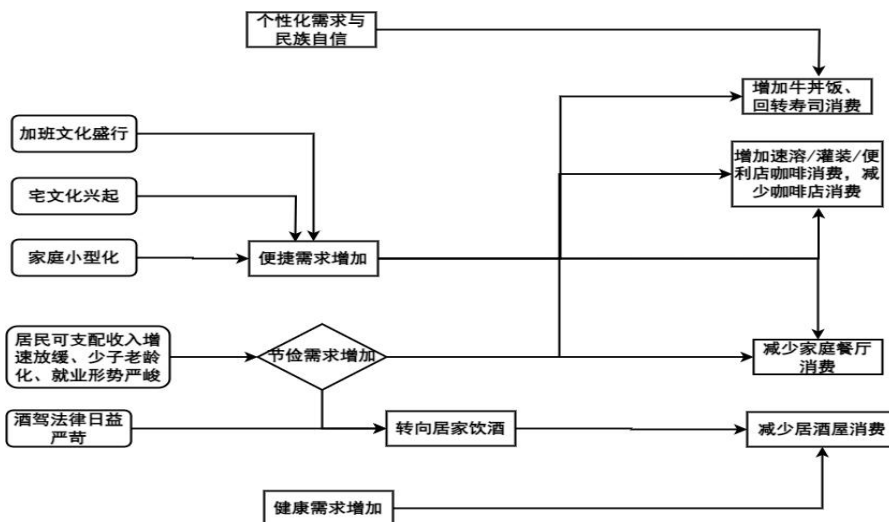 个性化需求与
民族自信
增加牛丼饭、
回转寿司消费
加班文化盛行
增加速溶/灌装/便
利店咖啡消费，减
少咖啡店消费
宅文化兴起
家庭小型化
便捷需求增加
居民可支配收入增
速放缓、少子老龄
化、就业形势严峻
节俭需求增加
减少家庭餐厅
消费
酒驾法律日益
严苛
转向居家饮酒
减少居酒屋消费
健康需求增加